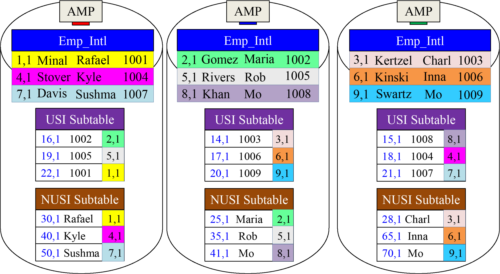 AMP
Emp_Intl
1,1 Minal Rafael 1001
4,1 Stover Kyle 1004
7,1 Davis Sushma 1007
USI Subtable
16,1 1002 2,1
19,1 1005 5,1
22,1 1001 1,1
NUSI Subtable
30,1 Rafael 1,1
40,1 Kyle 4,1
50,1 Sushma 7,1
AMP
Emp_Intl
2,1 Gomez Maria 1002
5,1 Rivers Rob 1005
8,1 Khan Mo 1008
USI Subtable
14,1 1003 3,1
17,1 1006 6,1
20,1 1009 9,1
NUSI Subtable
25,1 Maria 2,1
35,1 Rob 5,1
41,1 Mo 8,1
AMP
Emp_Intl
3,1 Kertzel Charl 1003
6,1 Kinski Inna 1006
9,1 Swartz Mo 1009
USI Subtable
15,1 1008 8,1
18,1 1004 4,1
21,1 1007 7,1
NUSI Subtable
28,1 Charl 3,1
65,1 Inna 6,1
70,1 Mo 9,1